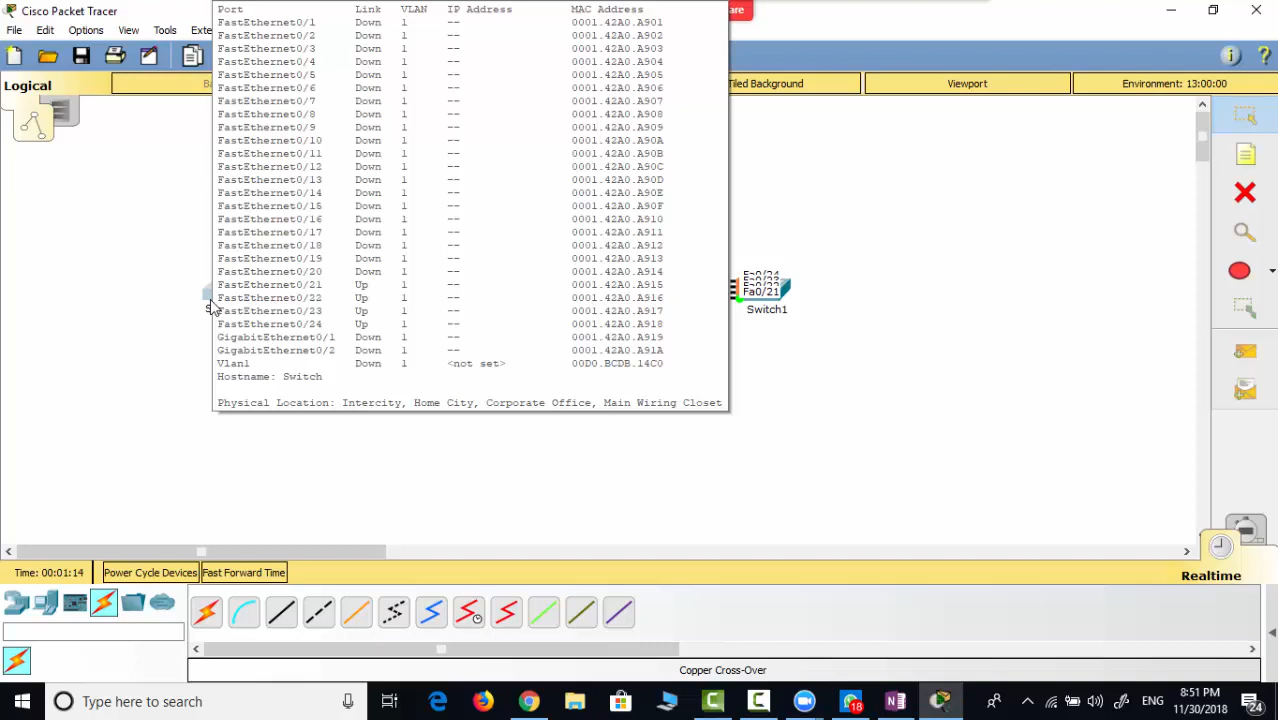 Cisco Packet Tracer
are
File Edit Options View Tools Exte
Logical
Ba
Tiled Background
Viewport
Environment: 13:00:00
Port Link VLAN IP Address MAC Address
FastEthernet0/1 Down 1 -- 0001.42A0.A901
FastEthernet0/2 Down 1 -- 0001.42A0.A902
FastEthernet0/3 Down 1 -- 0001.42A0.A903
FastEthernet0/4 Down 1 -- 0001.42A0.A904
FastEthernet0/5 Down 1 -- 0001.42A0.A905
FastEthernet0/6 Down 1 -- 0001.42A0.A906
FastEthernet0/7 Down 1 -- 0001.42A0.A907
FastEthernet0/8 Down 1 -- 0001.42A0.A908
FastEthernet0/9 Down 1 -- 0001.42A0.A909
FastEthernet0/10 Down 1 -- 0001.42A0.A90A
FastEthernet0/11 Down 1 -- 0001.42A0.A90B
FastEthernet0/12 Down 1 -- 0001.42A0.A90C
FastEthernet0/13 Down 1 -- 0001.42A0.A90D
FastEthernet0/14 Down 1 -- 0001.42A0.A90E
FastEthernet0/15 Down 1 -- 0001.42A0.A90F
FastEthernet0/16 Down 1 -- 0001.42A0.A910
FastEthernet0/17 Down 1 -- 0001.42A0.A911
FastEthernet0/18 Down 1 -- 0001.42A0.A912
FastEthernet0/19 Down 1 -- 0001.42A0.A913
FastEthernet0/20 Down 1 -- 0001.42A0.A914
FastEthernet0/21 Up 1 -- 0001.42A0.A915
FastEthernet0/22 Up 1 -- 0001.42A0.A916
FastEthernet0/23 Up 1 -- 0001.42A0.A917
FastEthernet0/24 Up 1 -- 0001.42A0.A918
GigabitEthernet0/1 Down 1 -- 0001.42A0.A919
GigabitEthernet0/2 Down 1 -- 0001.42A0.A91A
Vlan1 Down 1 <not set> 00D0.BCDB.14C0
Hostname: Switch
Physical Location: Intercity, Home City, Corporate Office, Main Wiring Closet
Fa0/21
Switch1
Time: 00:01:14
Power Cycle Devices
Fast Forward Time
Realtime
Copper Cross-Over
Type here to search
18
ENG
8:51 PM
11/30/2018
24